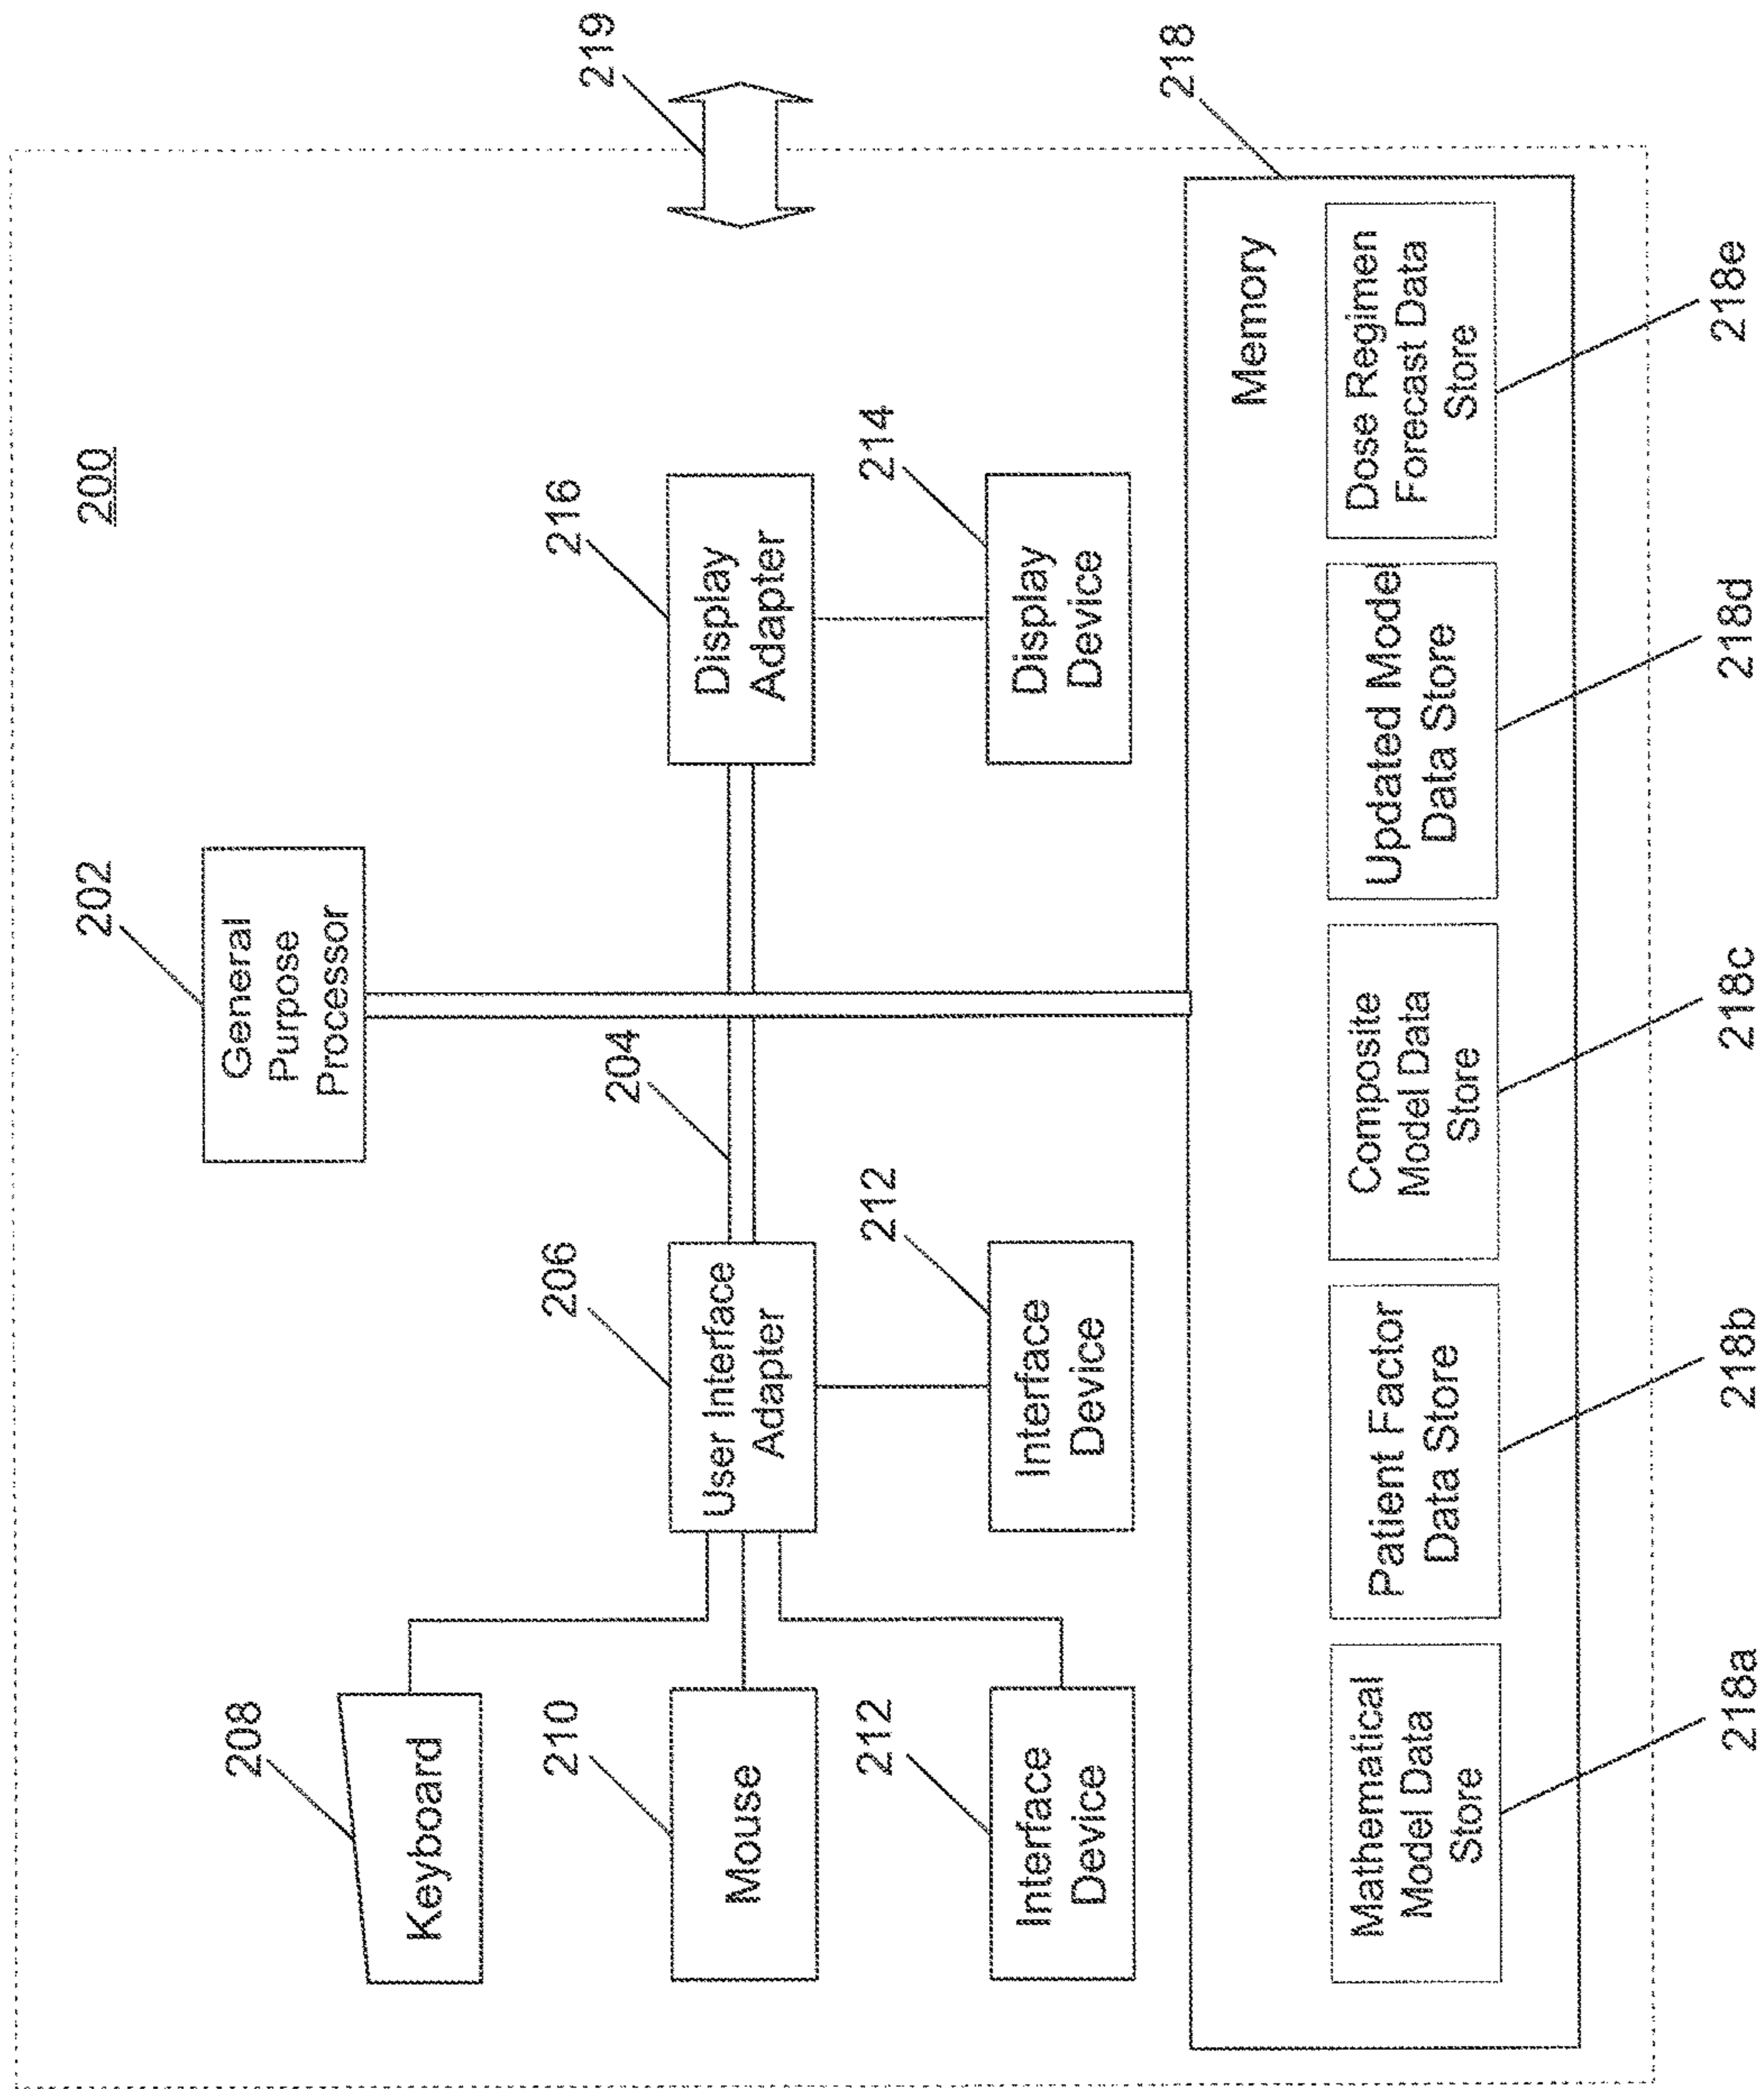 200
202
General
Purpose
Processor
204
206
User Interface
Adapter
216
Display
Adapter
219
208
Keyboard
210
Mouse
212
Interface
Device
212
Interface
Device
214
Display
Device
218
Memory
Mathematical
Model Data
Store
Patient Factor
Data Store
Composite
Model Data
Store
Updated Model
Data Store
Dose Regimen
Forecast Data
Store
218a
218b
218c
218d
218e